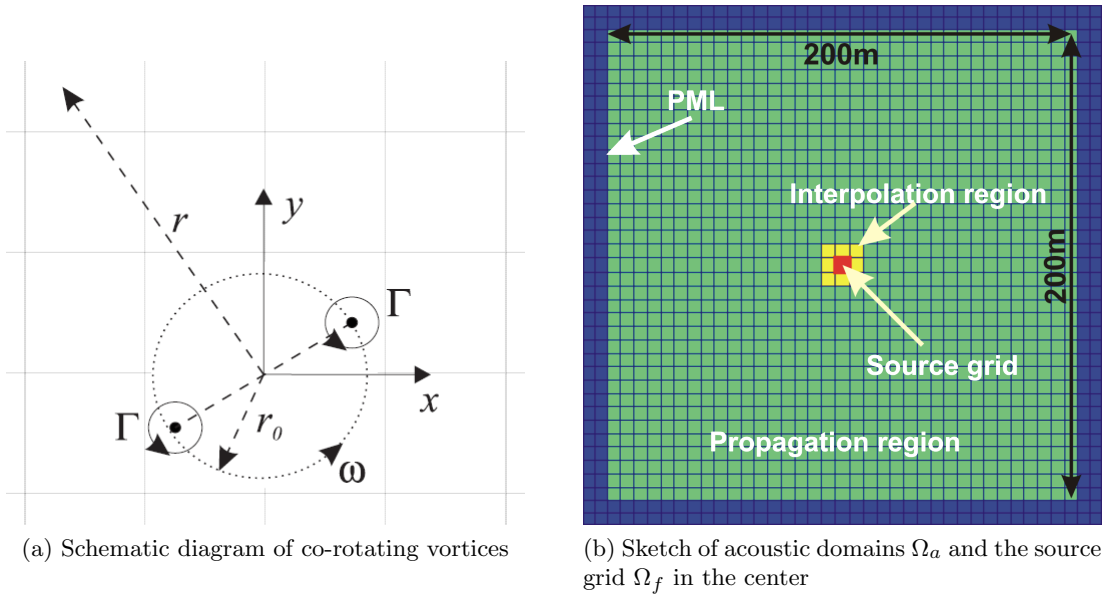 r
y
Γ
x
Γ
r₀
ω
(a) Schematic diagram of co-rotating vortices
200m
PML
Interpolation region
200m
Source grid
Propagation region
(b) Sketch of acoustic domains Ωₐ and the source
grid Ω_f in the center